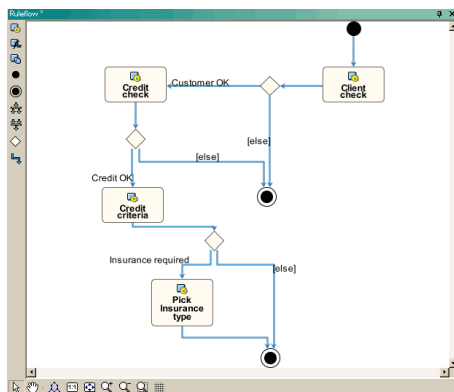 Ruleflow *
Customer OK
Credit
check
Client
check
[else]
[else]
Credit OK
Credit
criteria
Insurance required
[else]
Pick
Insurance
type